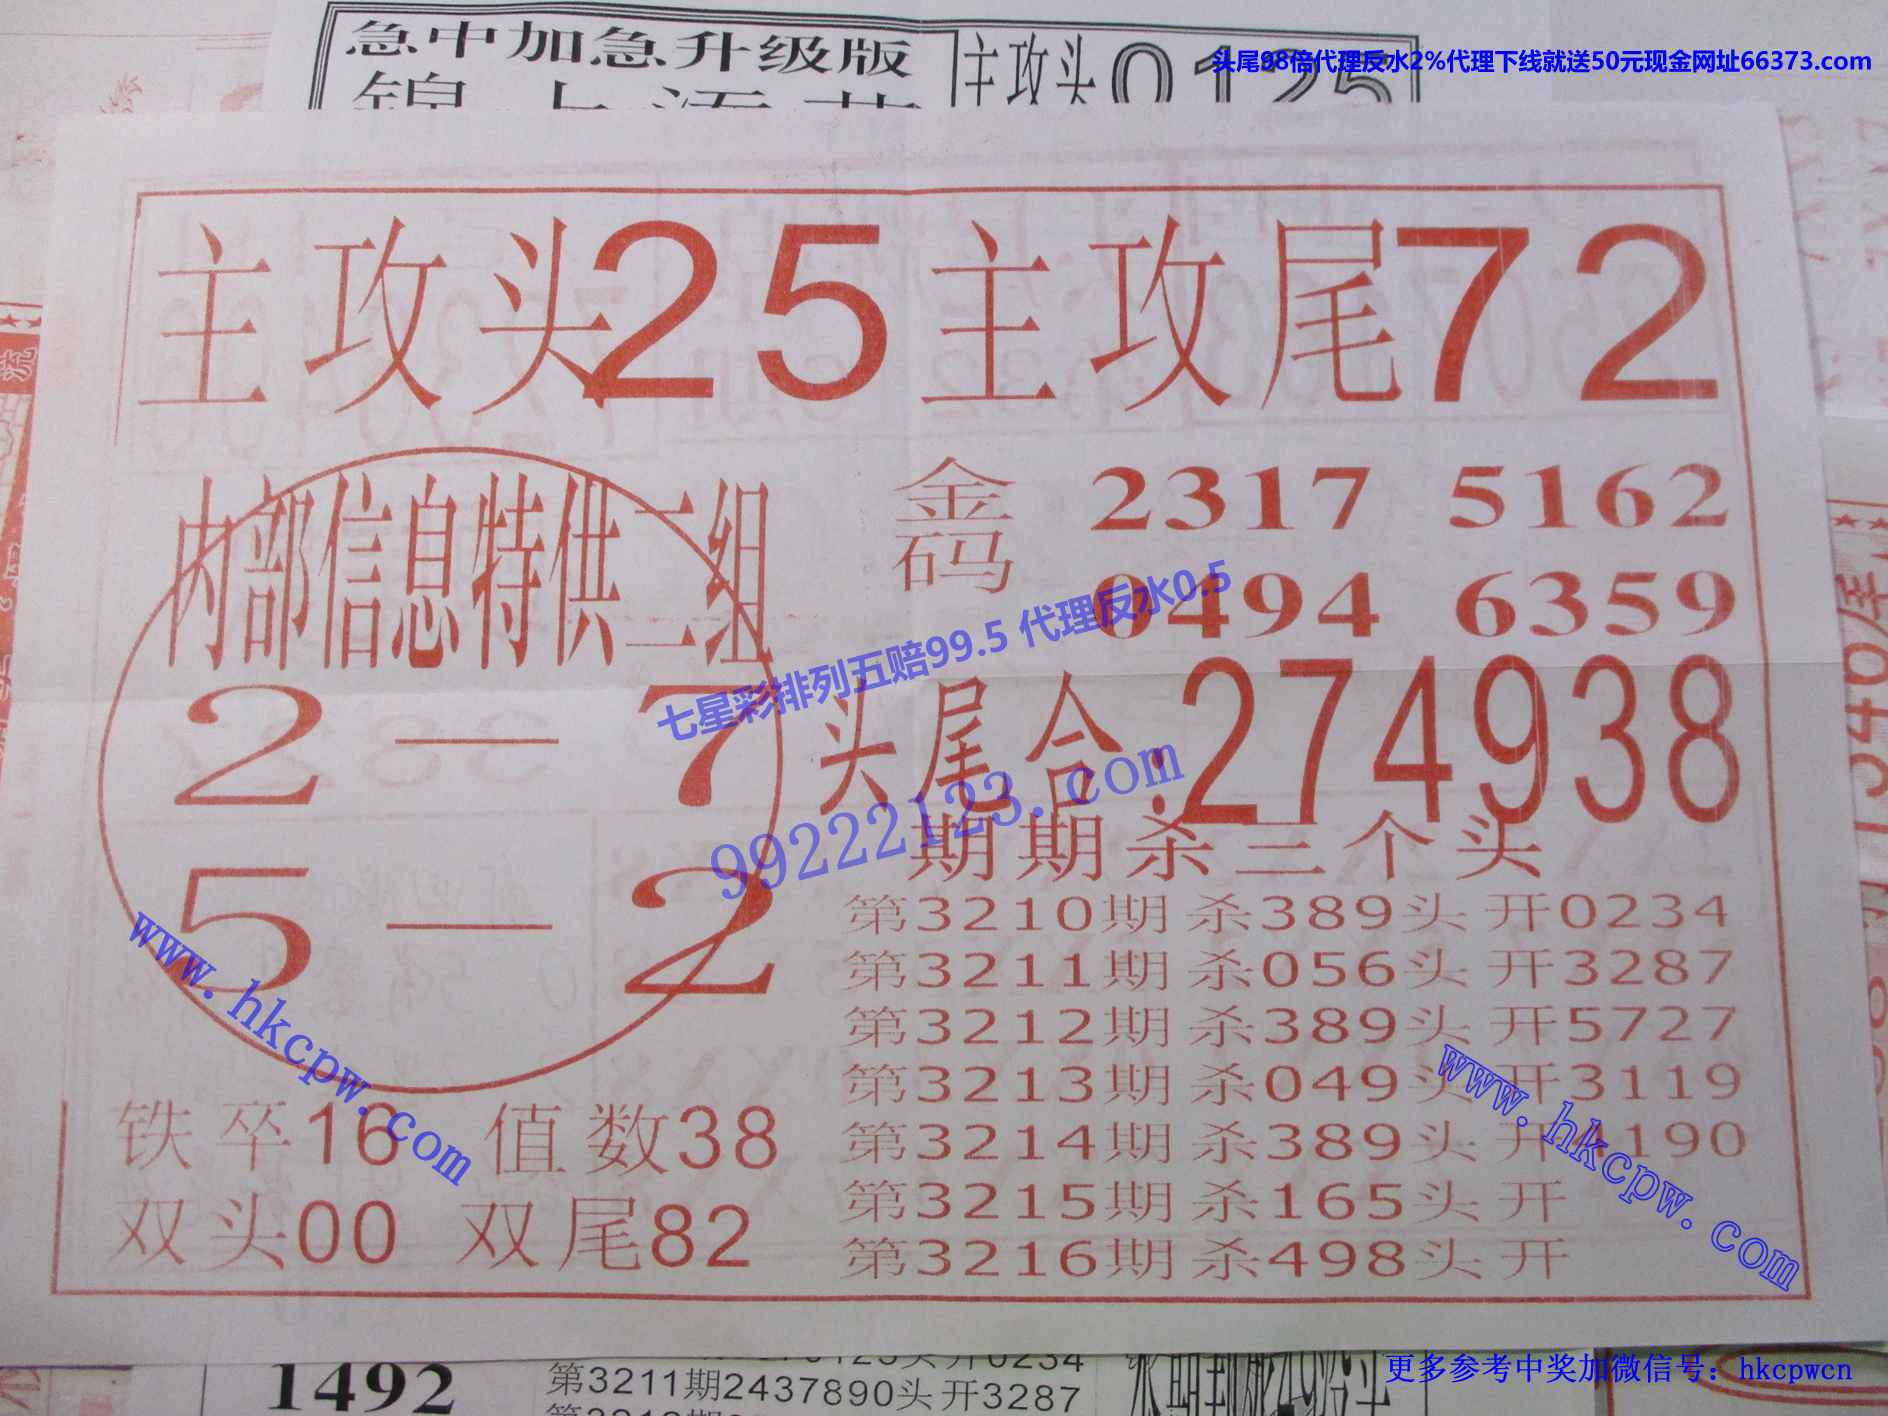 急中加急升级版
主攻头0125
头尾98倍代理反水2%代理下线就送50元现金网址66373.com
主攻头25主攻尾72
内部信息特供二组
2—7
5—2
金码
2317 5162
0494 6359
七星彩排列五赔99.5 代理反水0.5
头尾合:274938
99222123.com
期期杀三个头
第3210期杀389头开0234
第3211期杀056头开3287
第3212期杀389头开5727
第3213期杀049头开3119
第3214期杀389头开4190
第3215期杀165头开
第3216期杀498头开
www.hkcpw.com
www.hkcpw.com
铁卒16 值数38
双头00 双尾82
1492
第3211期2437890头开3287
更多参考中奖加微信号：hkcpwcn